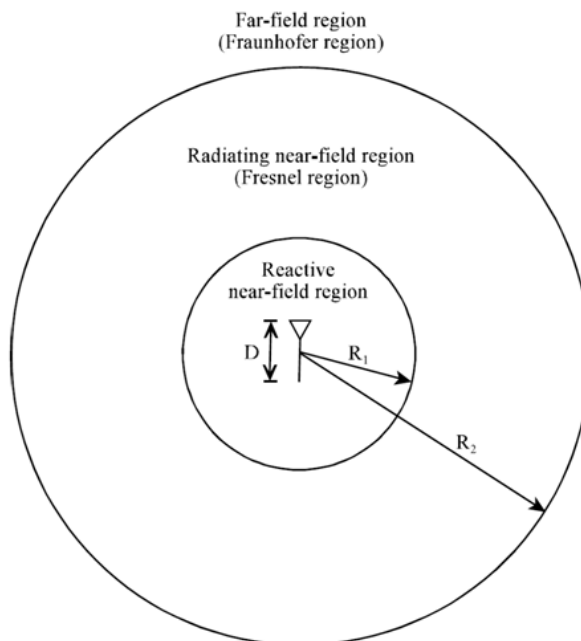 Far-field region
(Fraunhofer region)
Radiating near-field region
(Fresnel region)
Reactive
near-field region
D
R₁
R₂